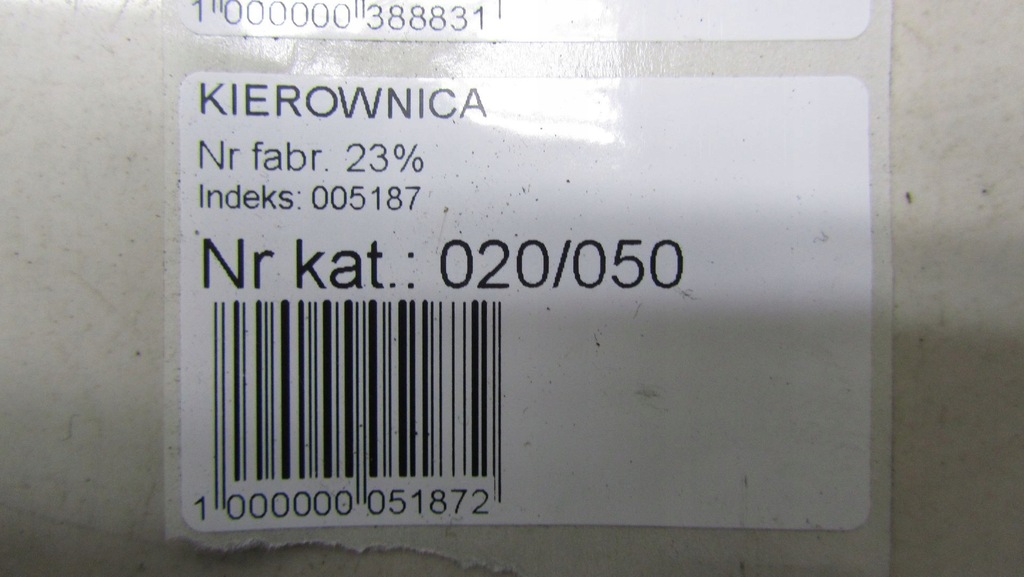 1 000000 388831
KIEROWNICA
Nr fabr. 23%
Indeks: 005187
Nr kat.: 020/050
1 000000 051872